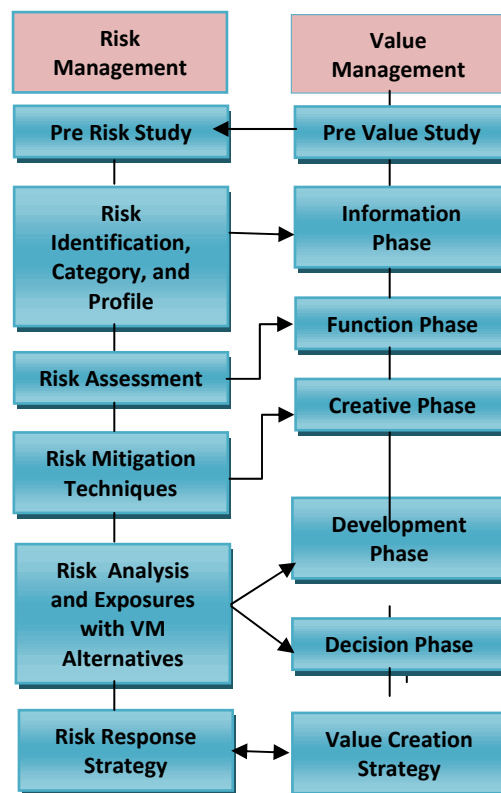 Risk
Management
Value
Management
Pre Risk Study
Pre Value Study
Risk
Identification,
Category, and
Profile
Information
Phase
Function Phase
Risk Assessment
Creative Phase
Risk Mitigation
Techniques
Development
Phase
Risk Analysis
and Exposures
with VM
Alternatives
Decision Phase
Risk Response
Strategy
Value Creation
Strategy